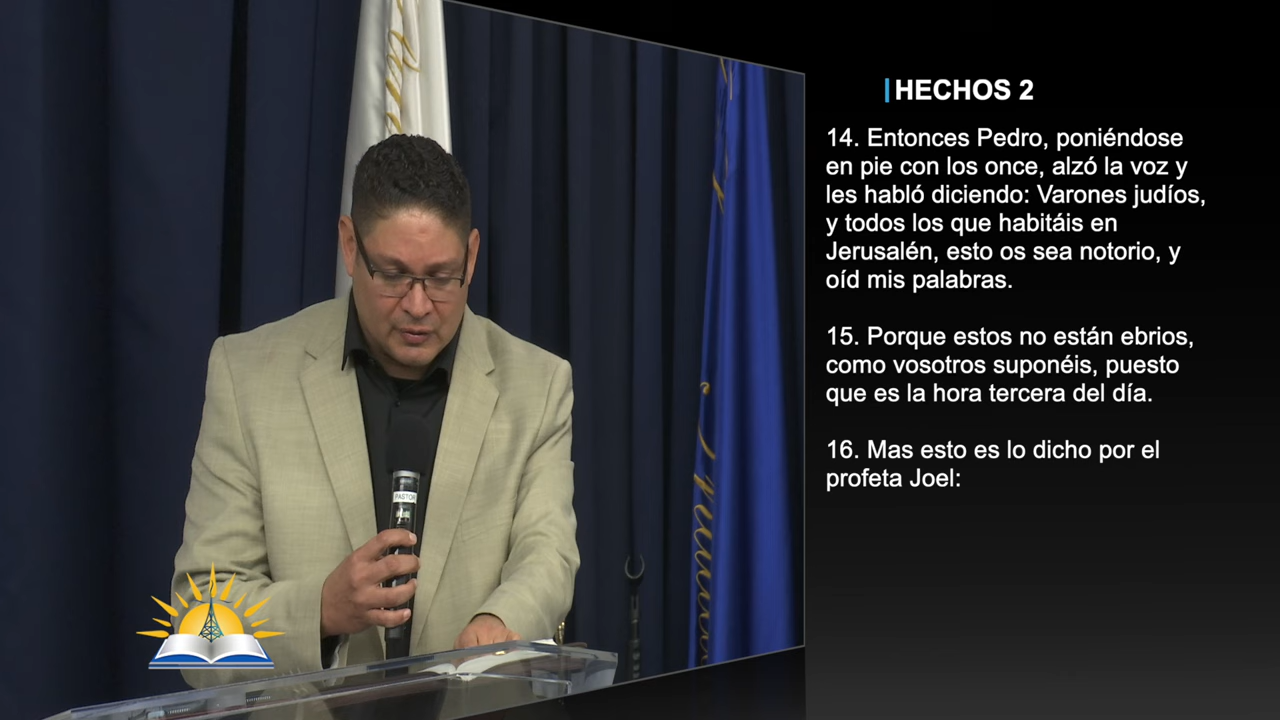 HECHOS 2
14. Entonces Pedro, poniéndose
en pie con los once, alzó la voz y
les habló diciendo: Varones judíos,
y todos los que habitáis en
Jerusalén, esto os sea notorio, y
oíd mis palabras.
15. Porque estos no están ebrios,
como vosotros suponéis, puesto
que es la hora tercera del día.
16. Mas esto es lo dicho por el
profeta Joel:
PASTOR